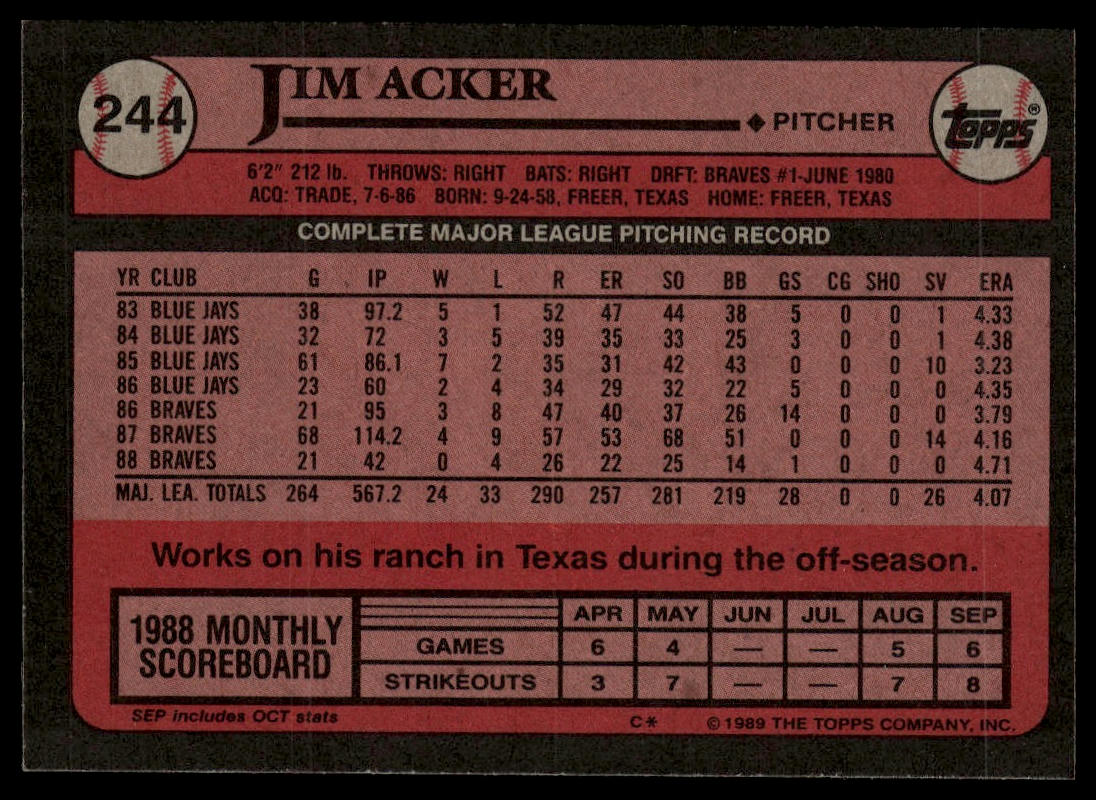 244
JIM ACKER
PITCHER
topps®
6'2" 212 lb. THROWS: RIGHT BATS: RIGHT DRFT: BRAVES #1-JUNE 1980
ACQ: TRADE, 7-6-86 BORN: 9-24-58, FREER, TEXAS HOME: FREER, TEXAS
COMPLETE MAJOR LEAGUE PITCHING RECORD
YR CLUB G IP W L R ER SO BB GS CG SHO SV ERA
83 BLUE JAYS 38 97.2 5 1 52 47 44 38 5 0 0 1 4.33
84 BLUE JAYS 32 72 3 5 39 35 33 25 3 0 0 1 4.38
85 BLUE JAYS 61 86.1 7 2 35 31 42 43 0 0 0 10 3.23
86 BLUE JAYS 23 60 2 4 34 29 32 22 5 0 0 0 4.35
86 BRAVES 21 95 3 8 47 40 37 26 14 0 0 0 3.79
87 BRAVES 68 114.2 4 9 57 53 68 51 0 0 0 14 4.16
88 BRAVES 21 42 0 4 26 22 25 14 1 0 0 0 4.71
MAJ. LEA. TOTALS 264 567.2 24 33 290 257 281 219 28 0 0 26 4.07
Works on his ranch in Texas during the off-season.
1988 MONTHLY
SCOREBOARD
APR MAY JUN JUL AUG SEP
GAMES 6 4 — — 5 6
STRIKEOUTS 3 7 — — 7 8
SEP includes OCT stats
C* © 1989 THE TOPPS COMPANY, INC.